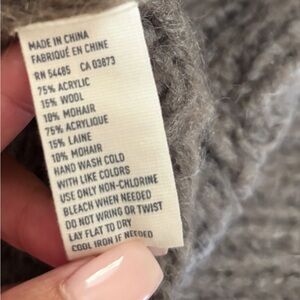 MADE IN CHINA
FABRIQUÉ EN CHINE
RN 54485 CA 03873
75% ACRYLIC
15% WOOL
10% MOHAIR
75% ACRYLIQUE
15% LAINE
10% MOHAIR
HAND WASH COLD
WITH LIKE COLORS
USE ONLY NON-CHLORINE
BLEACH WHEN NEEDED
DO NOT WRING OR TWIST
LAY FLAT TO DRY
COOL IRON IF NEEDED